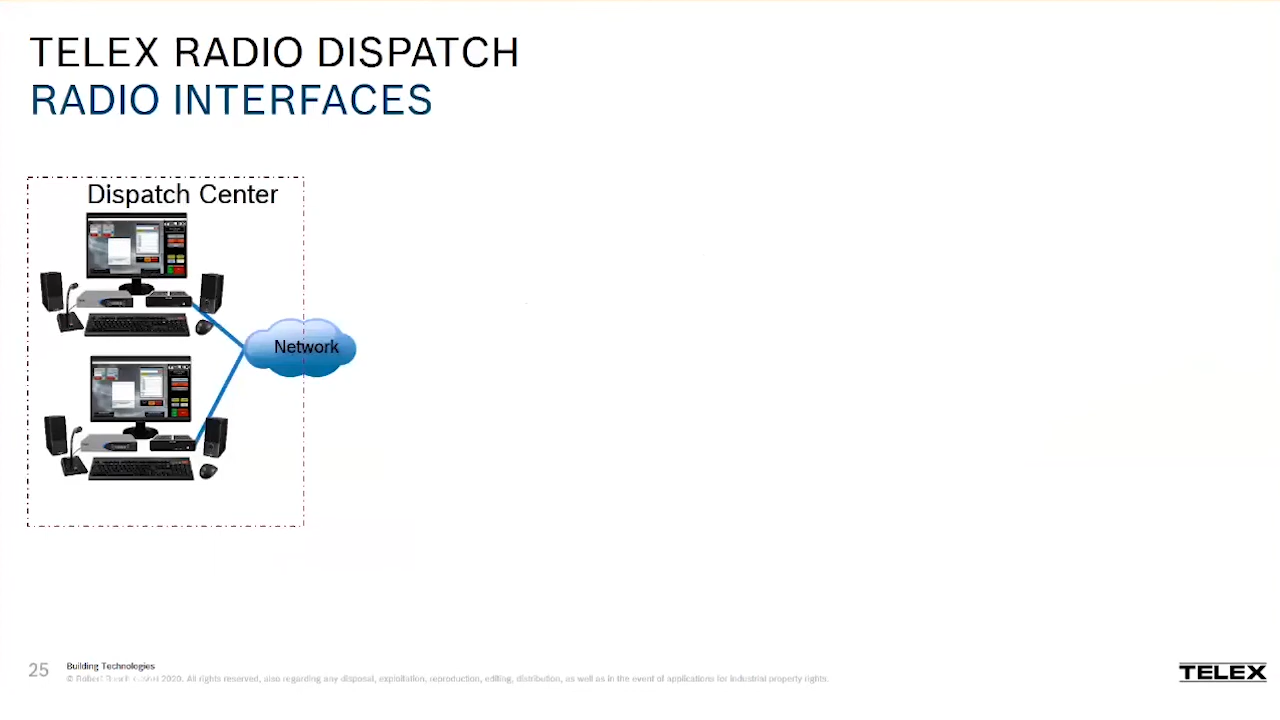 TELEX RADIO DISPATCH
RADIO INTERFACES
Dispatch Center
Network
25
Building Technologies
© Robert Bosch GmbH 2020. All rights reserved, also regarding any disposal, exploitation, reproduction, editing, distribution, as well as in the event of applications for industrial property rights.
TELEX